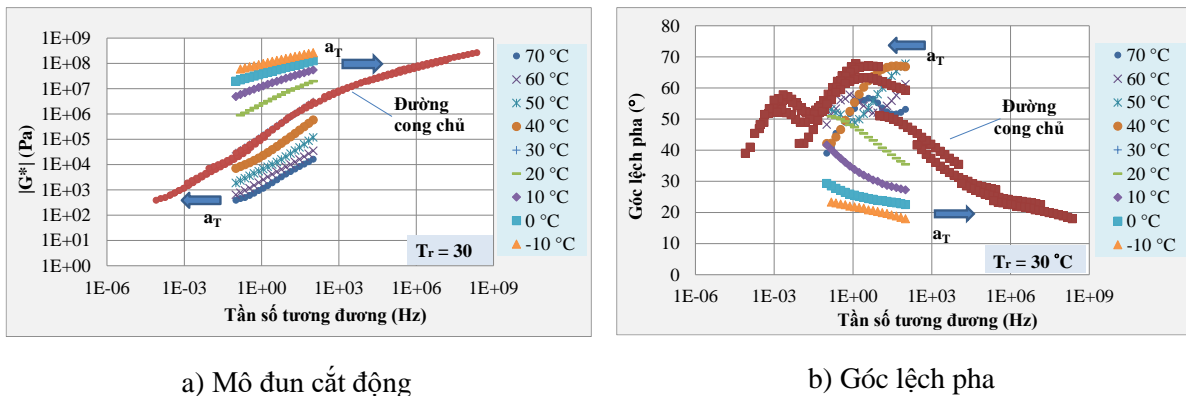 1E+09
1E+08
1E+07
1E+06
1E+05
1E+04
1E+03
1E+02
1E+01
1E+00
|G*| (Pa)
1E-06 1E-03 1E+00 1E+03 1E+06 1E+09
Tần số tương đương (Hz)
aT
Đường
cong chủ
aT
Tr = 30
70 °C
60 °C
50 °C
40 °C
30 °C
20 °C
10 °C
0 °C
-10 °C
a) Mô đun cắt động
80
70
60
50
40
30
20
10
0
Góc lệch pha (°)
1E-06 1E-03 1E+00 1E+03 1E+06 1E+09
Tần số tương đương (Hz)
aT
Đường
cong chủ
aT
Tr = 30 °C
70 °C
60 °C
50 °C
40 °C
30 °C
20 °C
10 °C
0 °C
-10 °C
b) Góc lệch pha